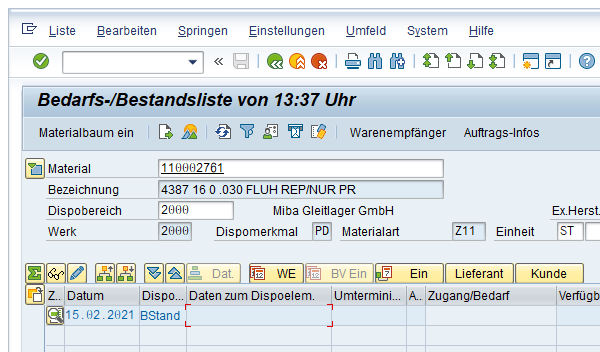 Liste Bearbeiten Springen Einstellungen Umfeld System Hilfe
Bedarfs-/Bestandsliste von 13:37 Uhr
Materialbaum ein Warenempfänger Auftrags-Infos
Material 110002761
Bezeichnung 4387 16 0 .030 FLUH REP/NUR PR
Dispobereich 2000 Miba Gleitlager GmbH Ex.Herst.
Werk 2000 Dispomerkmal PD Materialart Z11 Einheit ST
Dat. WE BV Ein Ein Lieferant Kunde
Z.. Datum Dispo... Daten zum Dispoelem. Umtermini... A.. Zugang/Bedarf Verfügb
15.02.2021 BStand